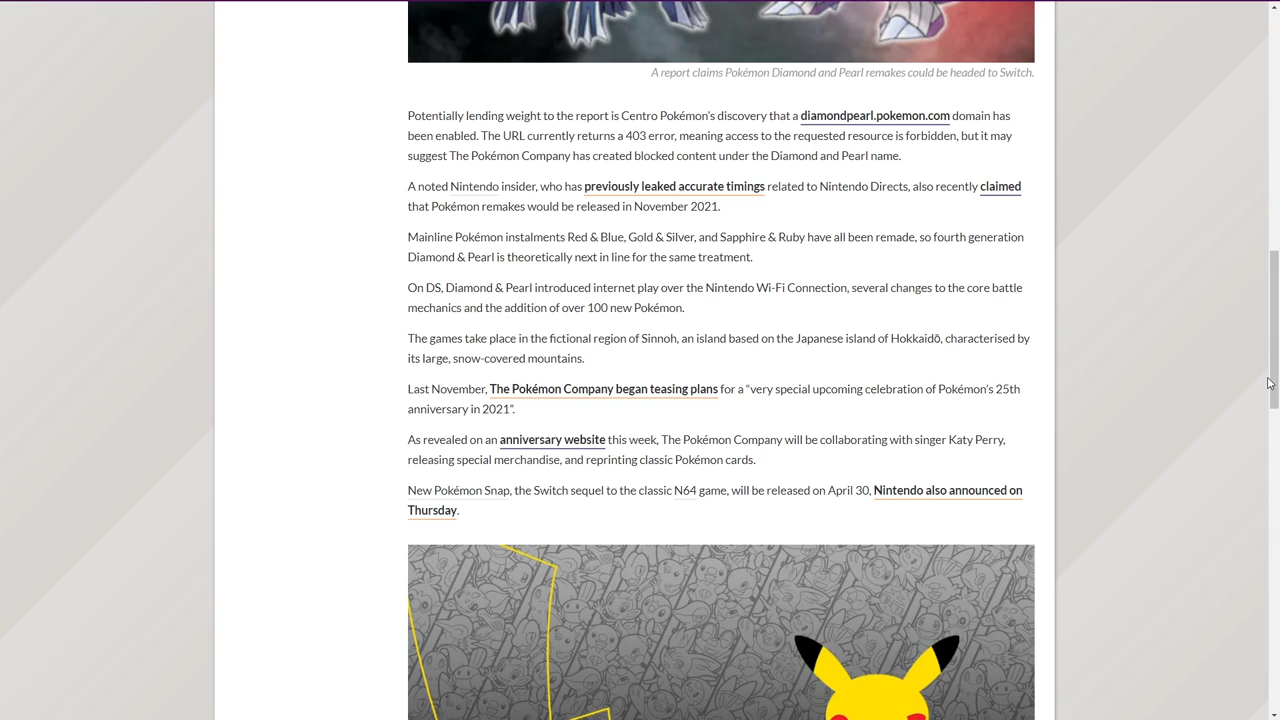 A report claims Pokémon Diamond and Pearl remakes could be headed to Switch.
Potentially lending weight to the report is Centro Pokémon's discovery that a diamondpearl.pokemon.com domain has
been enabled. The URL currently returns a 403 error, meaning access to the requested resource is forbidden, but it may
suggest The Pokémon Company has created blocked content under the Diamond and Pearl name.
A noted Nintendo insider, who has previously leaked accurate timings related to Nintendo Directs, also recently claimed
that Pokémon remakes would be released in November 2021.
Mainline Pokémon instalments Red & Blue, Gold & Silver, and Sapphire & Ruby have all been remade, so fourth generation
Diamond & Pearl is theoretically next in line for the same treatment.
On DS, Diamond & Pearl introduced internet play over the Nintendo Wi-Fi Connection, several changes to the core battle
mechanics and the addition of over 100 new Pokémon.
The games take place in the fictional region of Sinnoh, an island based on the Japanese island of Hokkaidō, characterised by
its large, snow-covered mountains.
Last November, The Pokémon Company began teasing plans for a “very special upcoming celebration of Pokémon's 25th
anniversary in 2021”.
As revealed on an anniversary website this week, The Pokémon Company will be collaborating with singer Katy Perry,
releasing special merchandise, and reprinting classic Pokémon cards.
New Pokémon Snap, the Switch sequel to the classic N64 game, will be released on April 30, Nintendo also announced on
Thursday.